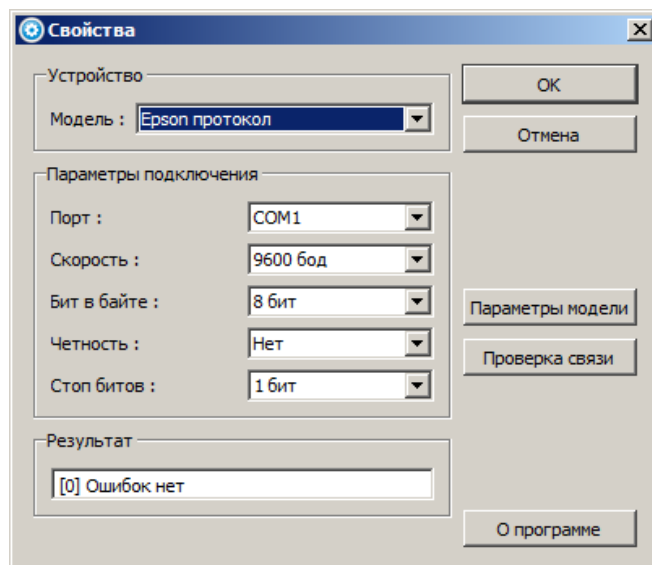 Свойства
Устройство
Модель : Epson протокол
OK
Отмена
Параметры подключения
Порт : COM1
Скорость : 9600 бод
Бит в байте : 8 бит
Четность : Нет
Стоп битов : 1 бит
Параметры модели
Проверка связи
Результат
[0] Ошибок нет
О программе